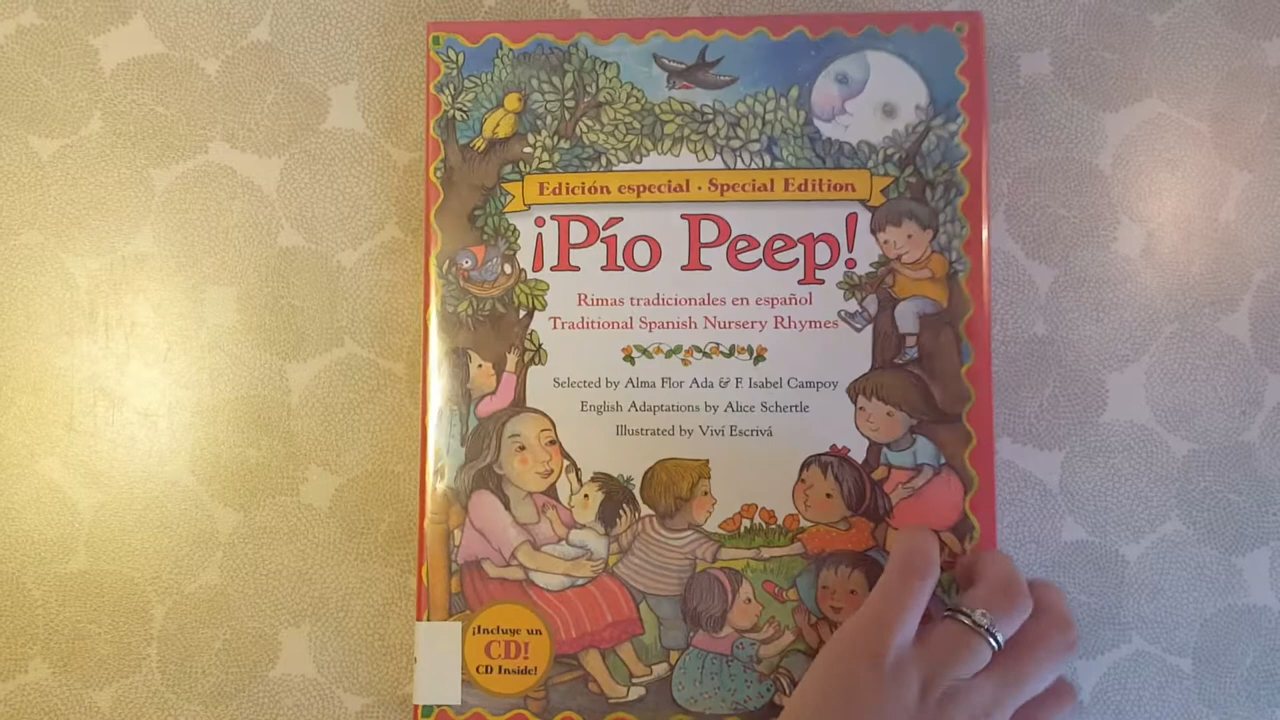 Edición especial · Special Edition
¡Pío Peep!
Rimas tradicionales en español
Traditional Spanish Nursery Rhymes
Selected by Alma Flor Ada & F. Isabel Campoy
English Adaptations by Alice Schertle
Illustrated by Viví Escrivá
¡Incluye un
CD!
CD Inside!